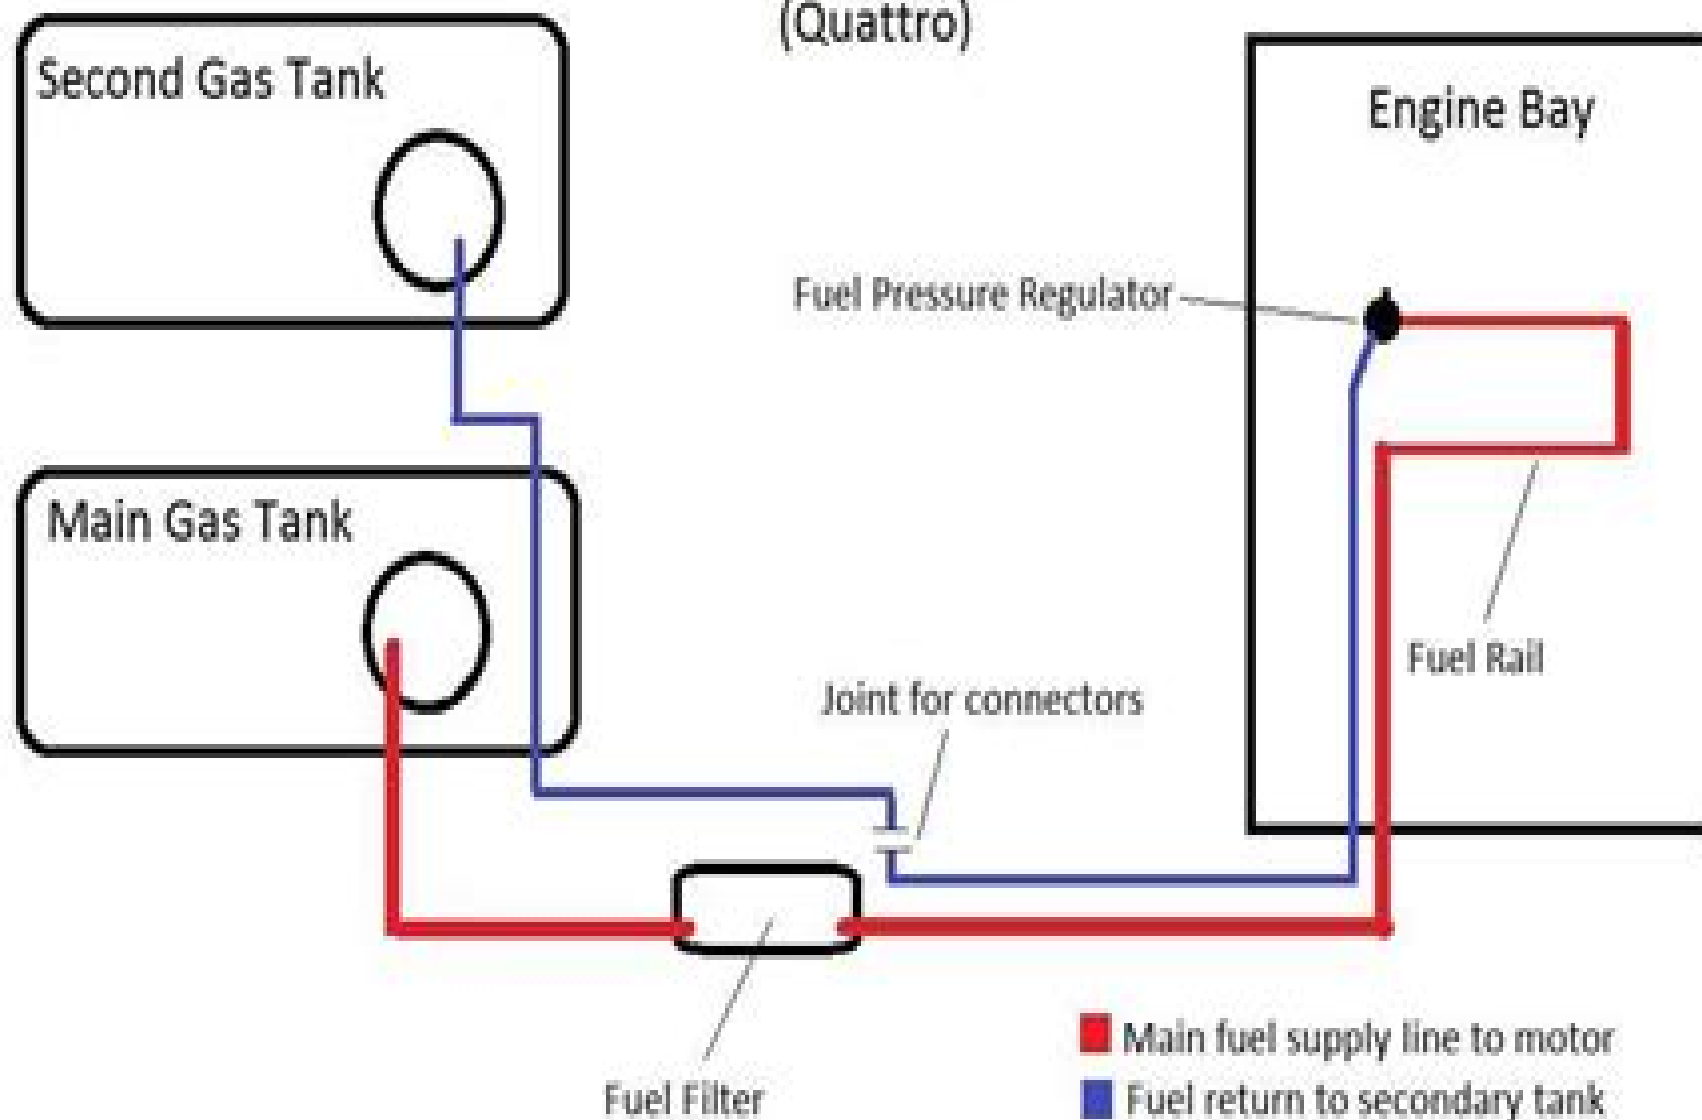 (Quattro)
Second Gas Tank
Engine Bay
Fuel Pressure Regulator
Main Gas Tank
Fuel Rail
Joint for connectors
Main fuel supply line to motor
Fuel Filter
Fuel return to secondary tank